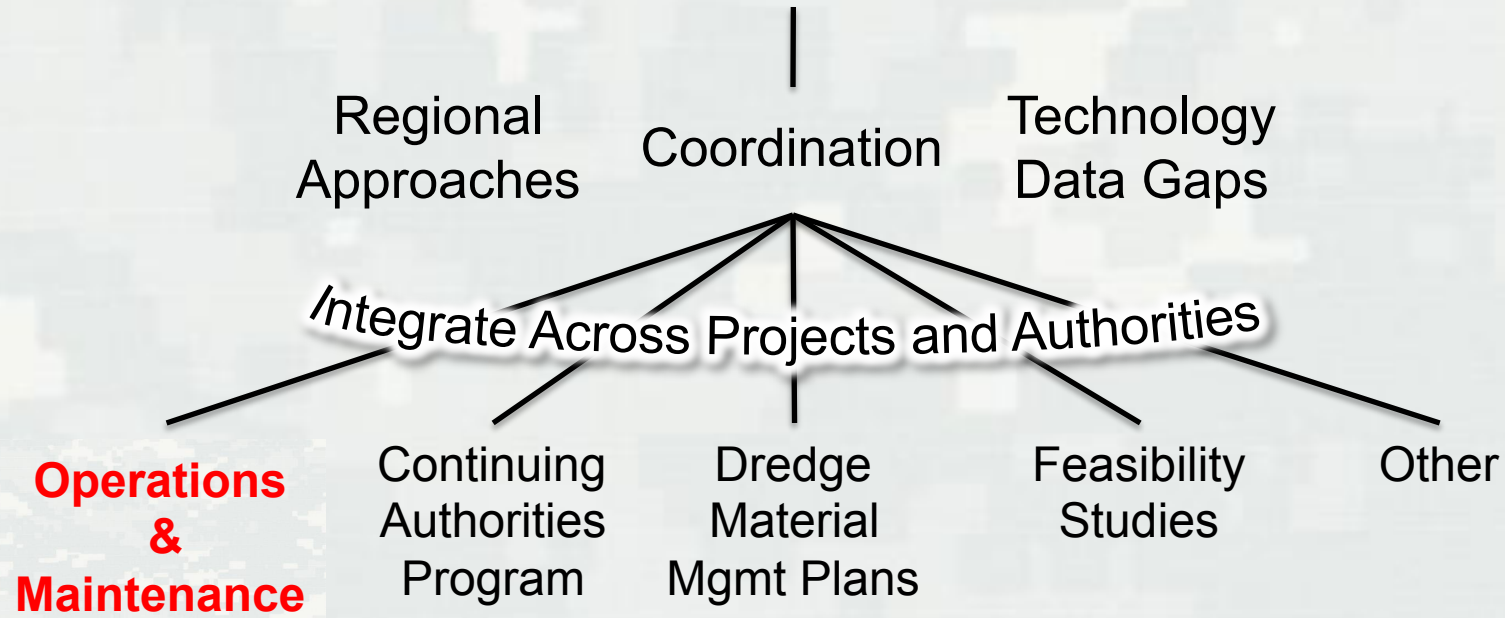 Regional
Approaches
Coordination
Technology
Data Gaps
Integrate Across Projects and Authorities
Operations
&
Maintenance
Continuing
Authorities
Program
Dredge
Material
Mgmt Plans
Feasibility
Studies
Other